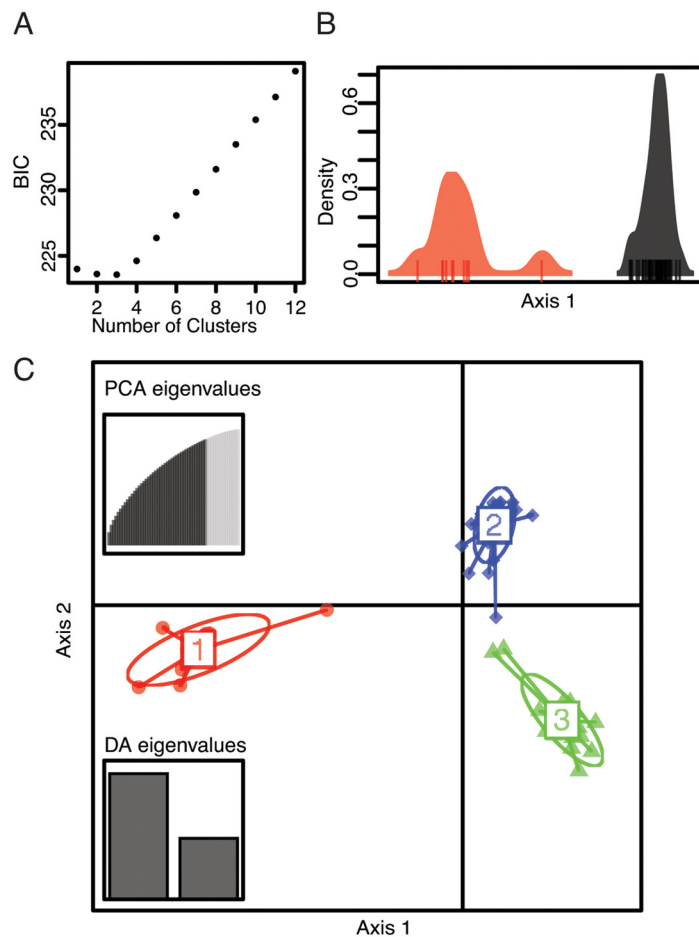 A
BIC
235
230
225
2 4 6 8 10 12
Number of Clusters
B
Density
0.6
0.3
0.0
Axis 1
C
PCA eigenvalues
2
1
3
Axis 2
DA eigenvalues
Axis 1